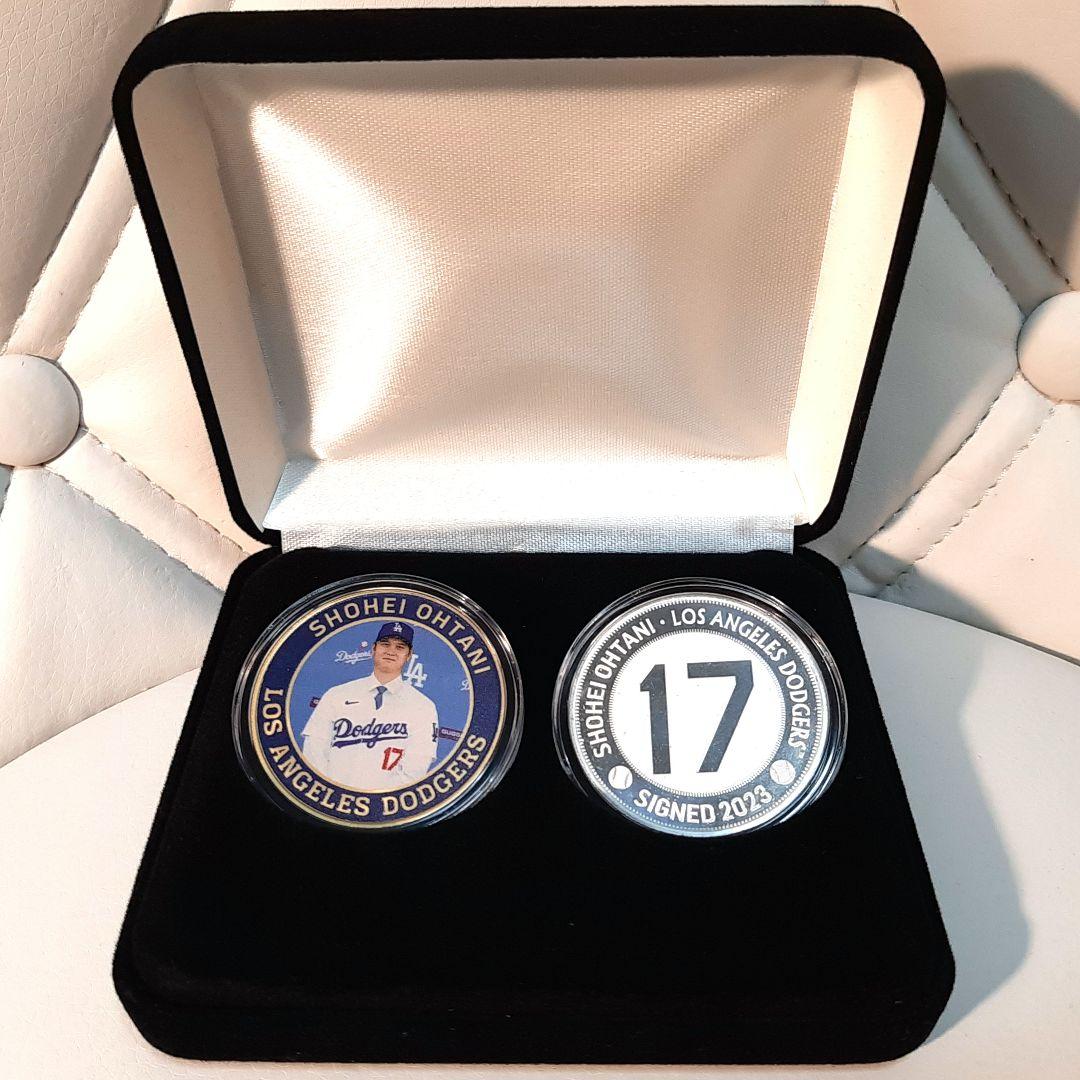 SHOHEI OHTANI
Dodgers
LA
Dodgers
17
LOS ANGELES DODGERS
SHOHEI OHTANI · LOS ANGELES DODGERS
17
SIGNED 2023